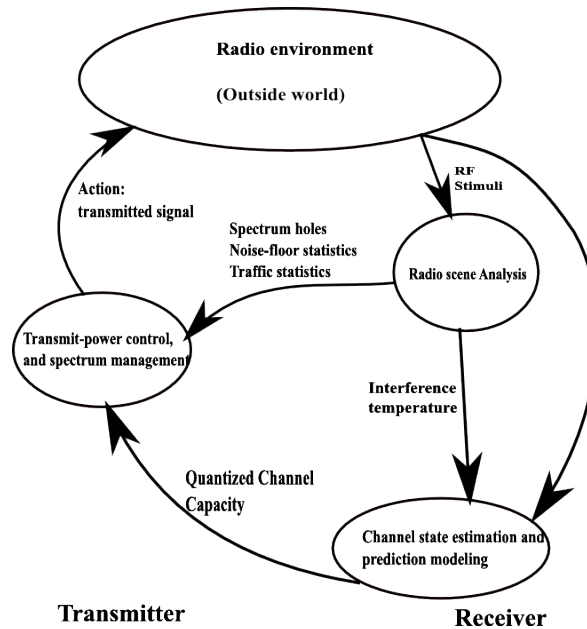 Radio environment
(Outside world)
RF
Stimuli
Action:
transmitted signal
Spectrum holes
Noise-floor statistics
Traffic statistics
Radio scene Analysis
Transmit-power control,
and spectrum management
Interference
temperature
Quantized Channel
Capacity
Channel state estimation and
prediction modeling
Transmitter
Receiver